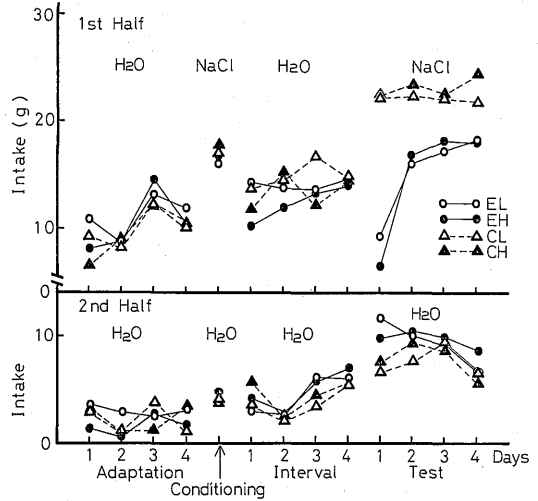 1st Half
H2O NaCl H2O NaCl
30
20
10
0
Intake (g)
EL
EH
CL
CH
2nd Half
H2O H2O H2O H2O
10
0
Intake
1 2 3 4 1 2 3 4 1 2 3 4 Days
Adaptation Interval Test
Conditioning